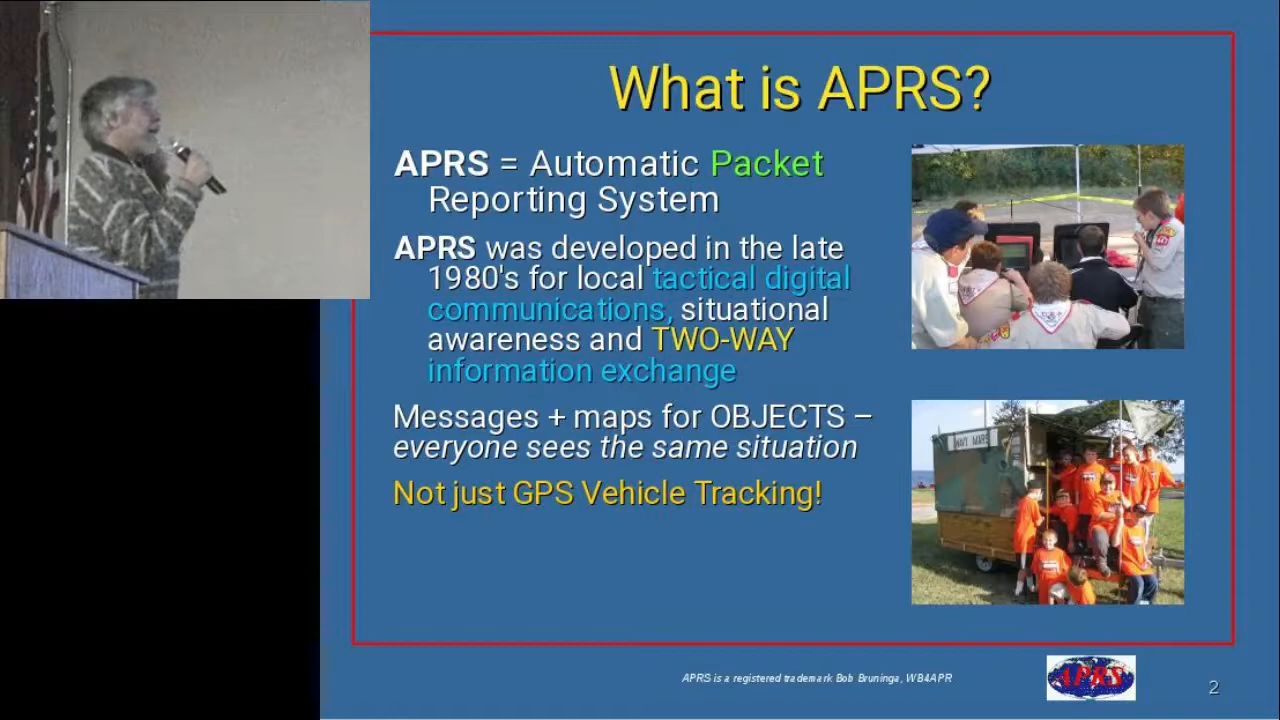 What is APRS?
APRS = Automatic Packet
Reporting System
APRS was developed in the late
1980's for local tactical digital
communications, situational
awareness and TWO-WAY
information exchange
Messages + maps for OBJECTS –
everyone sees the same situation
Not just GPS Vehicle Tracking!
NAVY MARS
APRS is a registered trademark Bob Bruninga, WB4APR
APRS
2